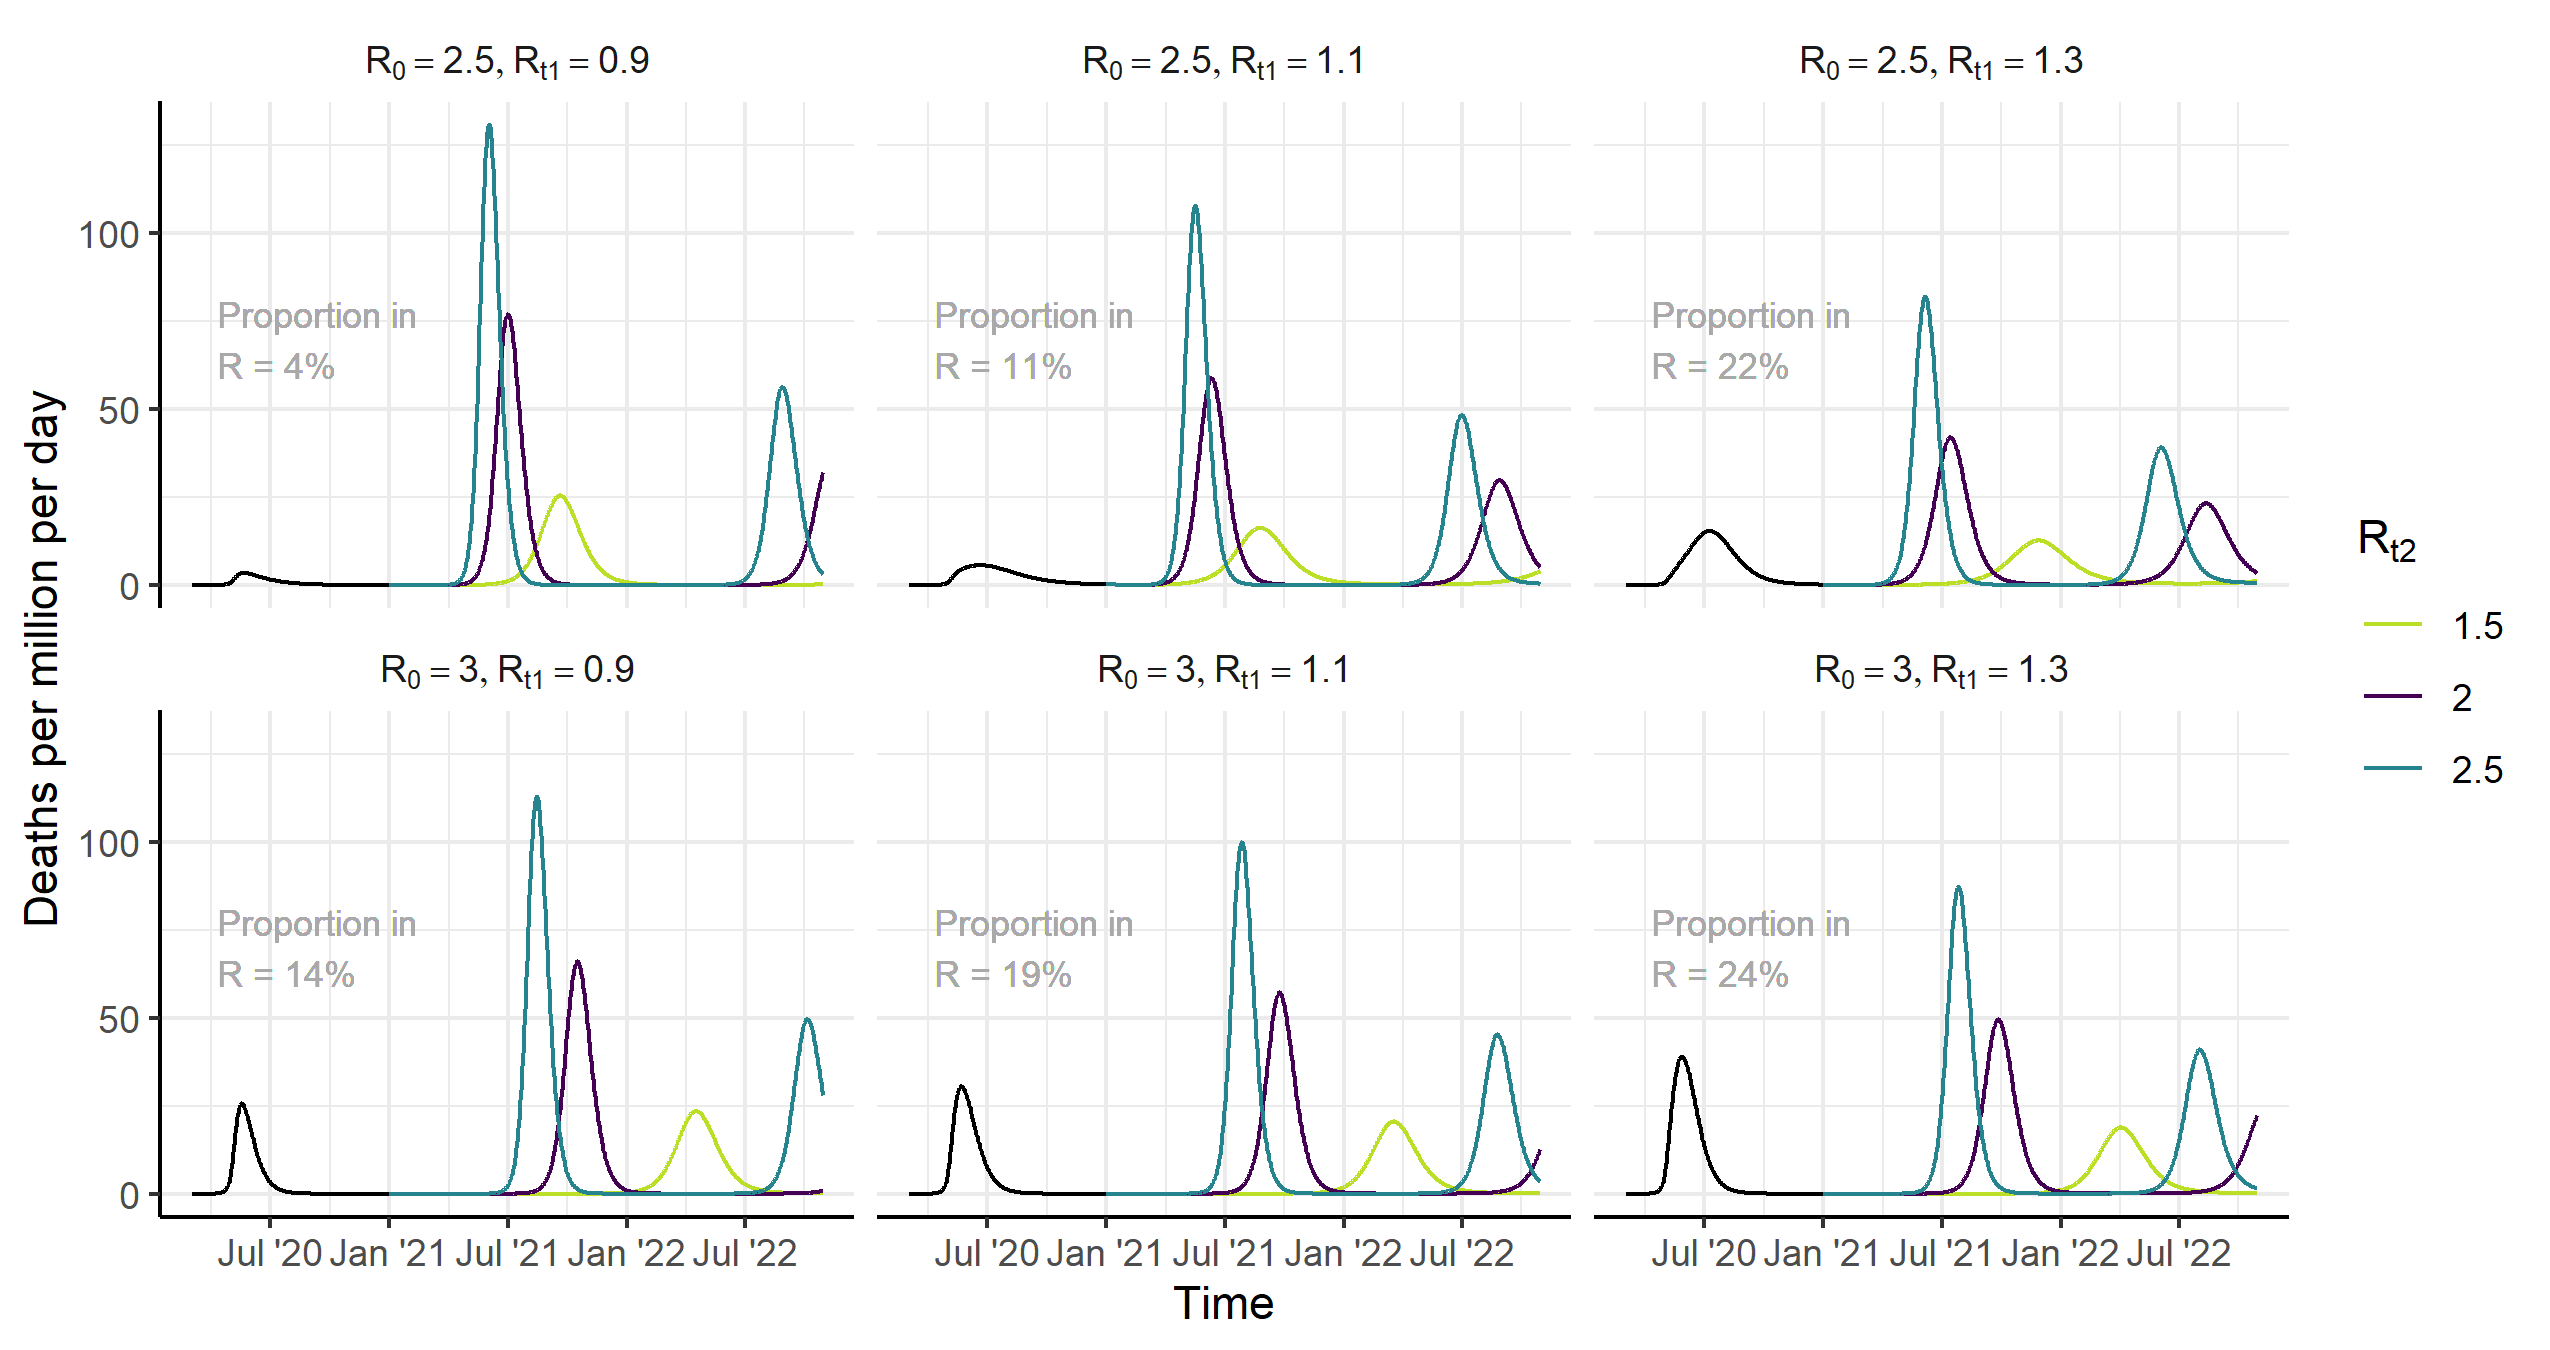 R0 = 2.5, Rt1 = 0.9
R0 = 2.5, Rt1 = 1.1
R0 = 2.5, Rt1 = 1.3
100
50
0
Proportion in
R = 4%
Proportion in
R = 11%
Proportion in
R = 22%
R0 = 3, Rt1 = 0.9
R0 = 3, Rt1 = 1.1
R0 = 3, Rt1 = 1.3
100
50
0
Proportion in
R = 14%
Proportion in
R = 19%
Proportion in
R = 24%
Jul '20 Jan '21 Jul '21 Jan '22 Jul '22
Jul '20 Jan '21 Jul '21 Jan '22 Jul '22
Jul '20 Jan '21 Jul '21 Jan '22 Jul '22
Time
Deaths per million per day
Rt2
1.5
2
2.5